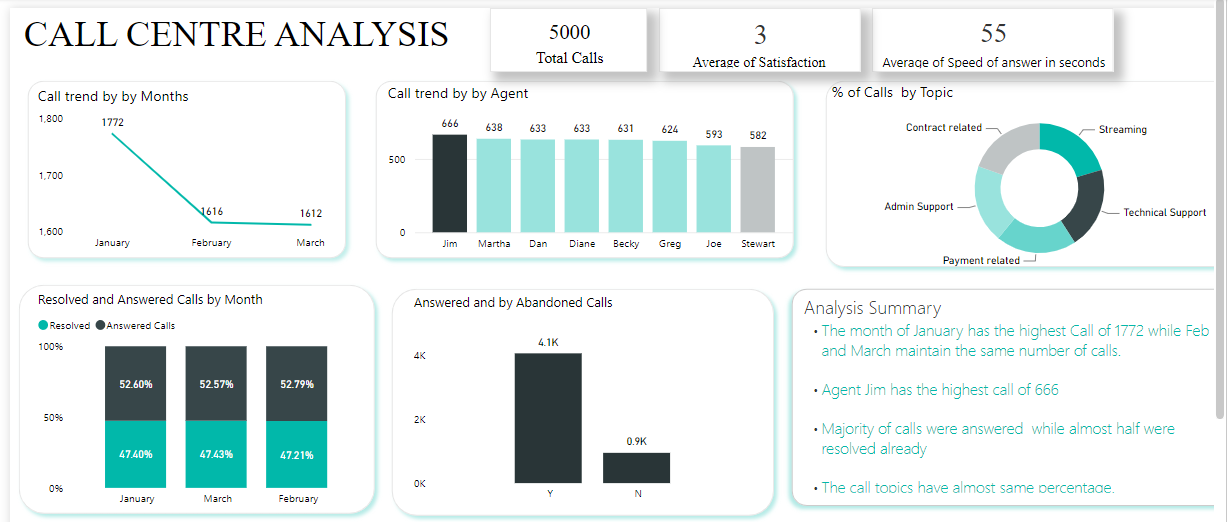 CALL CENTRE ANALYSIS
5000
Total Calls
3
Average of Satisfaction
55
Average of Speed of answer in seconds
Call trend by by Months
1,800
1,700
1,600
1772
1616
1612
January February March
Call trend by by Agent
500
0
666 638 633 633 631 624 593 582
Jim Martha Dan Diane Becky Greg Joe Stewart
% of Calls by Topic
Contract related
Streaming
Admin Support
Technical Support
Payment related
Resolved and Answered Calls by Month
Resolved Answered Calls
100%
50%
0%
52.60% 52.57% 52.79%
47.40% 47.43% 47.21%
January March February
Answered and by Abandoned Calls
4K
2K
0K
4.1K
0.9K
Y N
Analysis Summary
• The month of January has the highest Call of 1772 while Feb
and March maintain the same number of calls.
• Agent Jim has the highest call of 666
• Majority of calls were answered while almost half were
resolved already
• The call topics have almost same percentage.